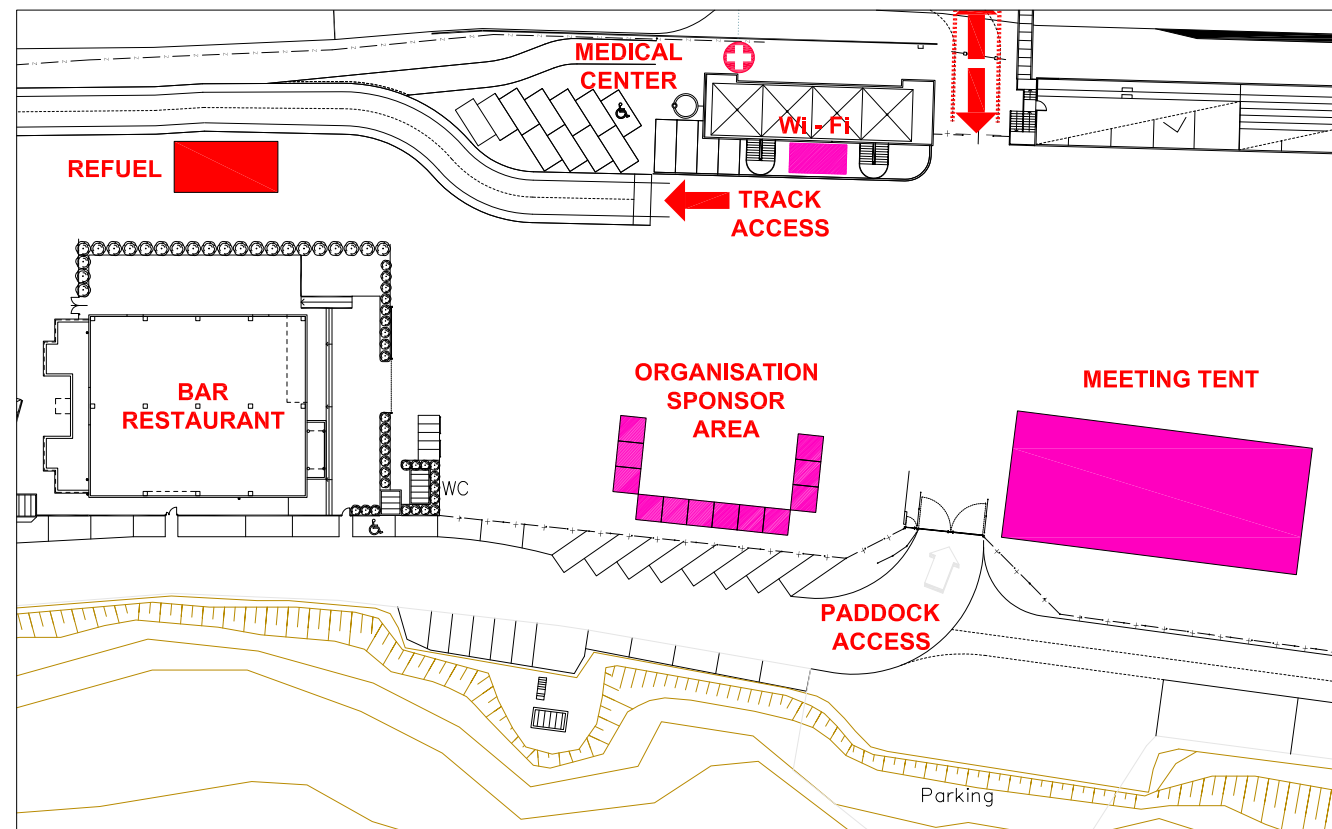 MEDICAL
CENTER
Wi - Fi
REFUEL
TRACK
ACCESS
BAR
RESTAURANT
ORGANISATION
SPONSOR
AREA
MEETING TENT
WC
PADDOCK
ACCESS
Parking